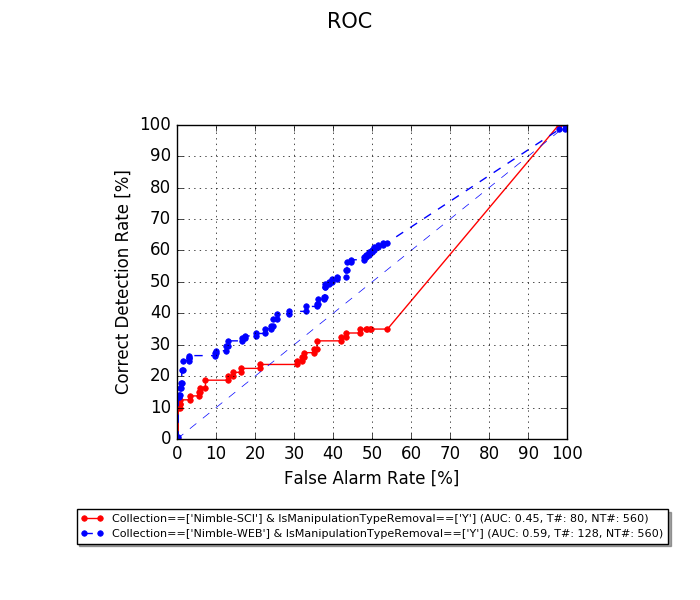 ROC
100
90
80
70
60
50
40
30
20
10
0
Correct Detection Rate [%]
0 10 20 30 40 50 60 70 80 90 100
False Alarm Rate [%]
Collection==['Nimble-SCI'] & IsManipulationTypeRemoval==['Y'] (AUC: 0.45, T#: 80, NT#: 560)
Collection==['Nimble-WEB'] & IsManipulationTypeRemoval==['Y'] (AUC: 0.59, T#: 128, NT#: 560)